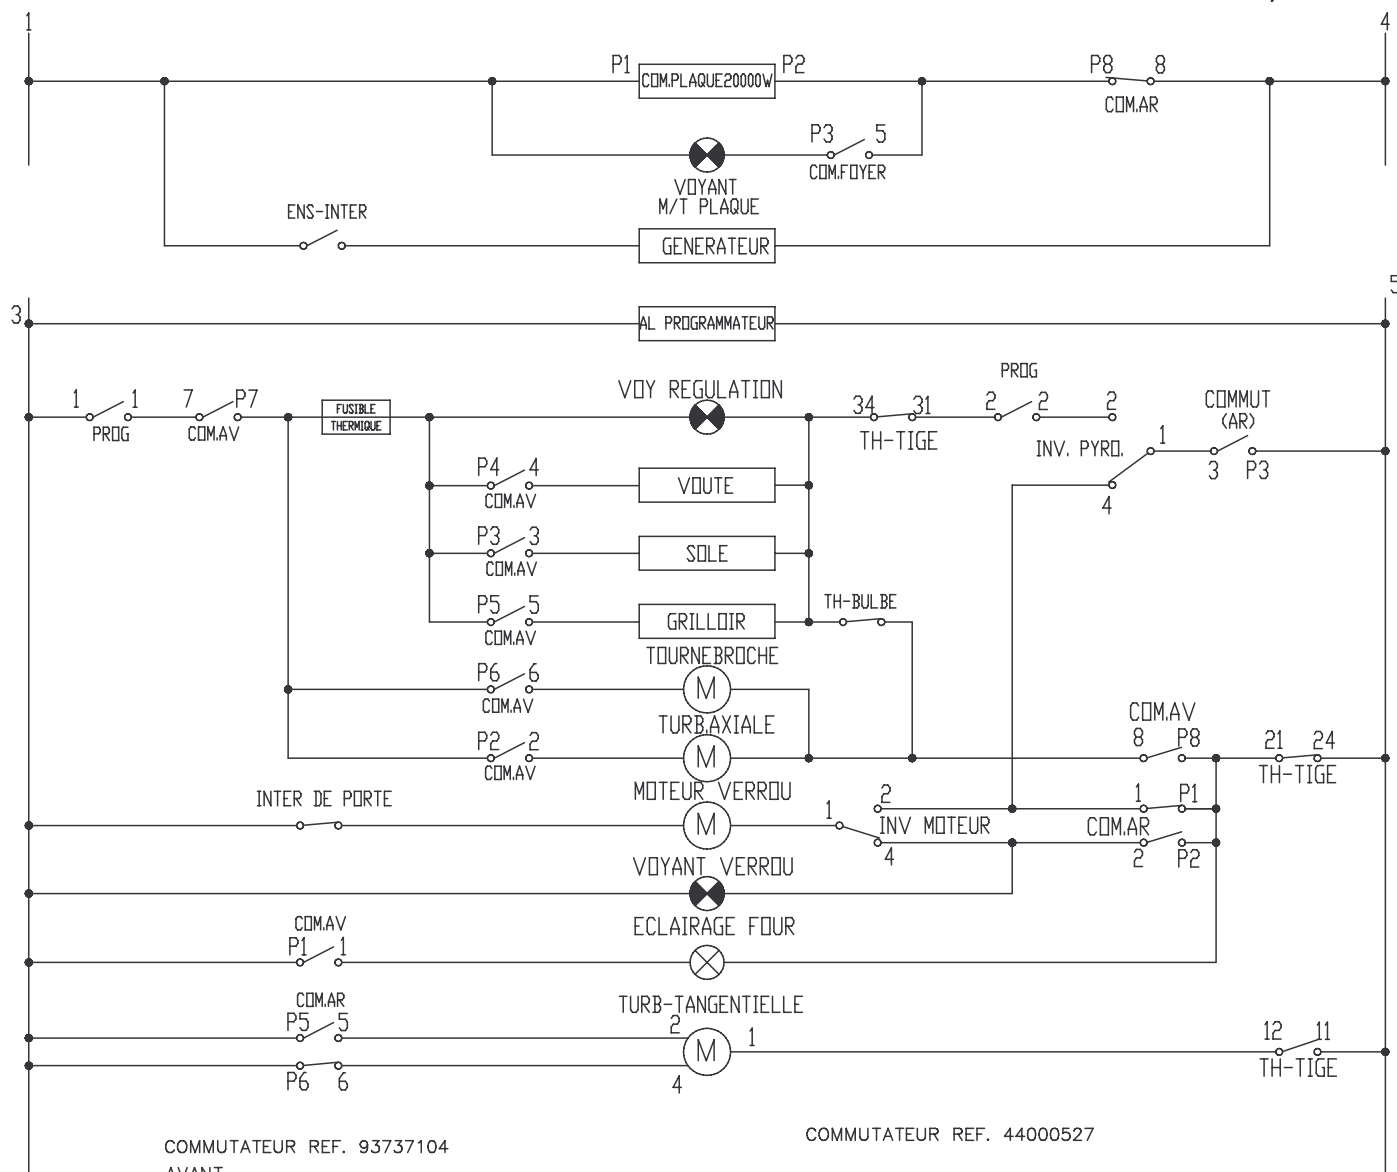 1
4
P1
COM.PLAQUE20000W
P2
P8
8
COM.AR
P3
5
COM.FOYER
VOYANT
M/T PLAQUE
ENS-INTER
GENERATEUR
3
AL PROGRAMMATEUR
VOY REGULATION
PROG
1
1
7
P7
FUSIBLE
THERMIQUE
PROG
COM.AV
34
31
TH-TIGE
2
2
2
COMMUT
(AR)
INV. PYRO.
1
3
P3
4
P4
4
COM.AV
VOUTE
P3
3
COM.AV
SOLE
P5
5
COM.AV
GRILLOIR
TH-BULBE
TOURNEBROCHE
P6
6
COM.AV
M
TURB.AXIALE
P2
2
COM.AV
M
COM.AV
8
P8
21
24
TH-TIGE
MOTEUR VERROU
INTER DE PORTE
M
1
2
INV MOTEUR
4
1
P1
COM.AR
2
P2
VOYANT VERROU
ECLAIRAGE FOUR
COM.AV
P1
1
TURB-TANGENTIELLE
COM.AR
P5
5
2
M
1
4
P6
6
12
11
TH-TIGE
COMMUTATEUR REF. 93737104
COMMUTATEUR REF. 44000527
AVANT